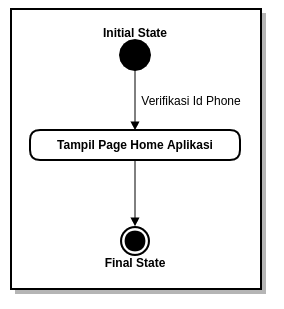 Initial State
Verifikasi Id Phone
Tampil Page Home Aplikasi
Final State